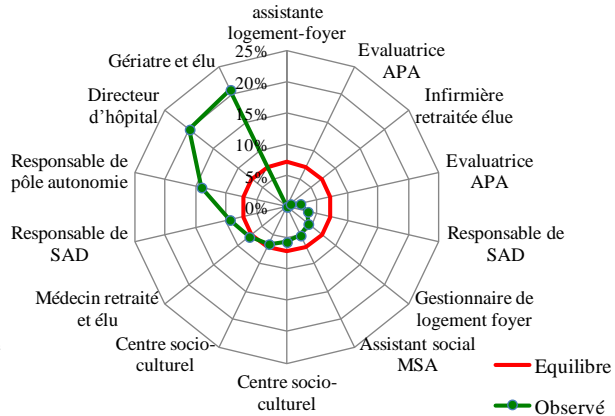 assistante
logement-foyer
Evaluatrice
APA
Infirmière
retraitée élue
Evaluatrice
APA
Responsable de
SAD
Gestionnaire de
logement foyer
Assistant social
MSA
Centre socio-
culturel
Centre socio-
culturel
Médecin retraité
et élu
Responsable de
SAD
Responsable de
pôle autonomie
Directeur
d'hôpital
Gériatre et élu
25%
20%
15%
10%
5%
0%
Equilibre
Observé